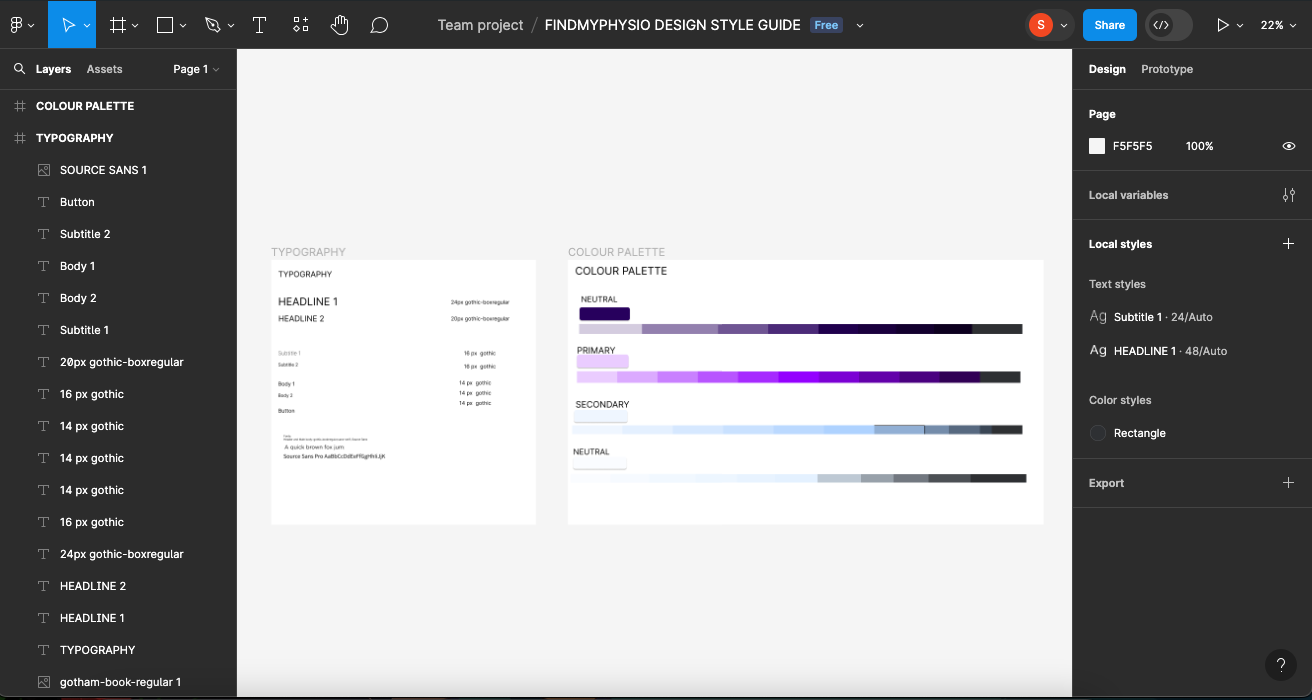 Team project / FINDMYPHYSIO DESIGN STYLE GUIDE Free
S
Share
22%
Layers Assets Page 1
COLOUR PALETTE
TYPOGRAPHY
SOURCE SANS 1
Button
Subtitle 2
Body 1
Body 2
Subtitle 1
20px gothic-boxregular
16 px gothic
14 px gothic
14 px gothic
14 px gothic
16 px gothic
24px gothic-boxregular
HEADLINE 2
HEADLINE 1
TYPOGRAPHY
gotham-book-regular 1
TYPOGRAPHY
TYPOGRAPHY
HEADLINE 1 24px gothic-boxregular
HEADLINE 2 20px gothic-boxregular
Subtitle 1 16 px gothic
Subtitle 2 16 px gothic
Body 1 14 px gothic
Body 2 14 px gothic
14 px gothic
Button
A quick brown fox jum
COLOUR PALETTE
COLOUR PALETTE
NEUTRAL
PRIMARY
SECONDARY
NEUTRAL
Design Prototype
Page
F5F5F5 100%
Local variables
Local styles
Text styles
Ag Subtitle 1 · 24/Auto
Ag HEADLINE 1 · 48/Auto
Color styles
Rectangle
Export
?